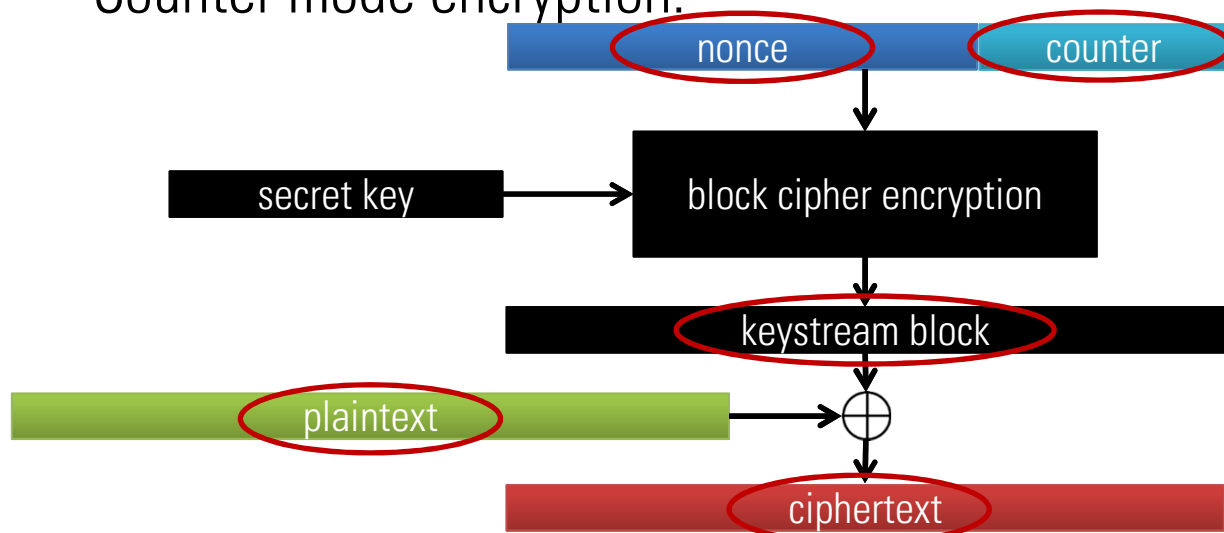 Counter mode encryption:
nonce
counter
secret key
block cipher encryption
keystream block
plaintext
ciphertext